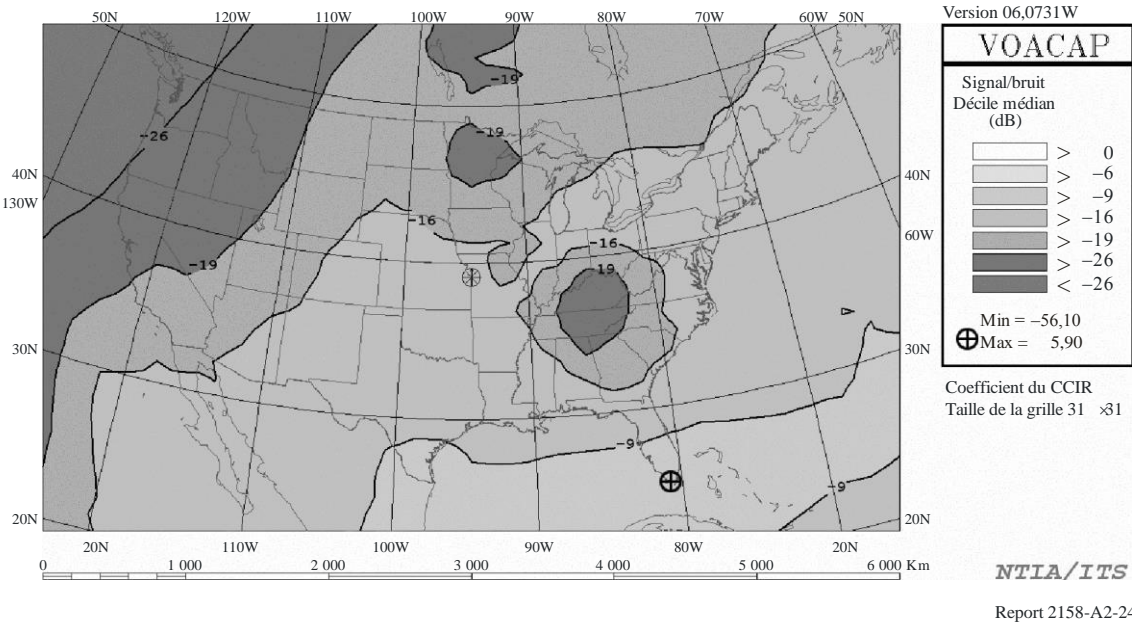 50N 120W 110W 100W 90W 80W 70W 60W 50N
Version 06,0731W
VOACAP
Signal/bruit
Décile médian
(dB)
> 0
> −6
> −9
> −16
> −19
> −26
< −26
Min = −56,10
Max = 5,90
Coefficient du CCIR
Taille de la grille 31 ×31
-19
-26
-19
40N
40N
130W
-16
60W
-16
-19
-19
30N
30N
-9
-9
20N
20N
20N 110W 100W 90W 80W 20N
0 1 000 2 000 3 000 4 000 5 000 6 000 Km
NTIA/ITS
Report 2158-A2-24